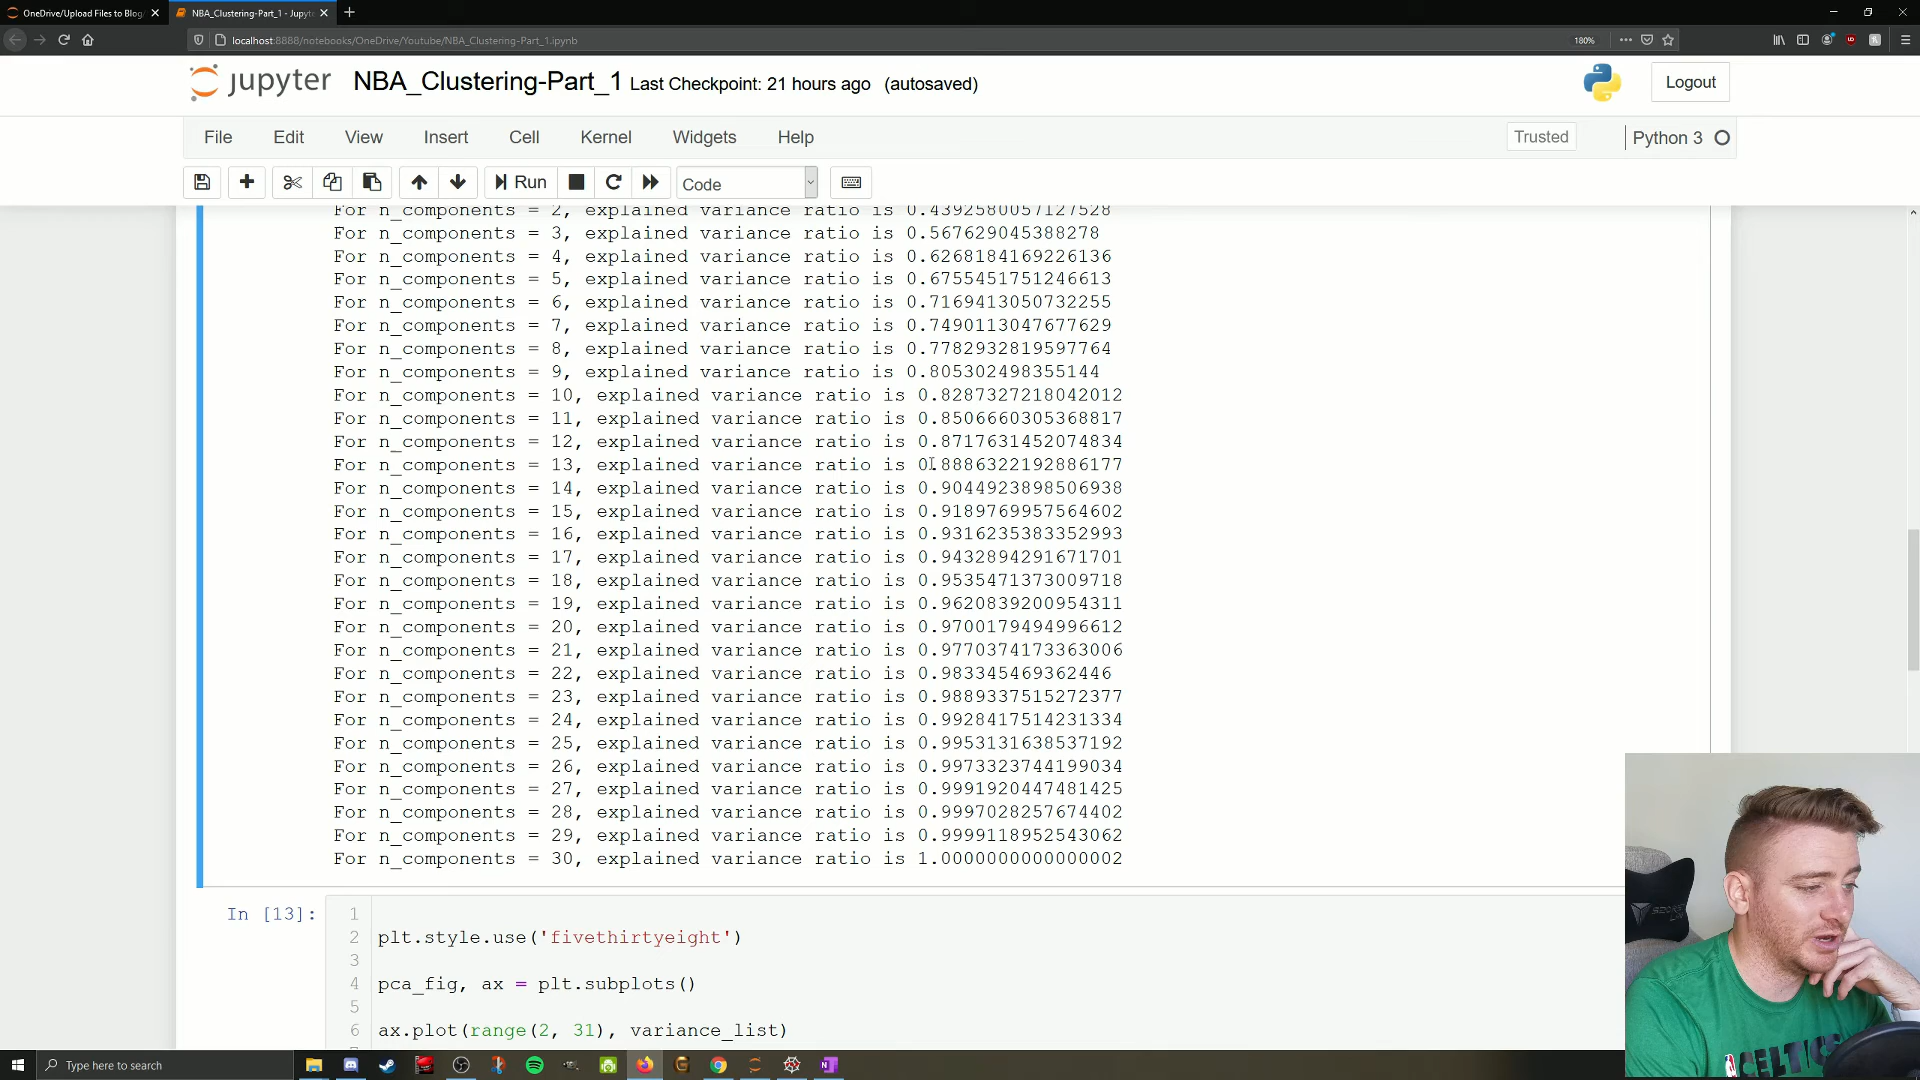 OneDrive/Upload Files to Blog/
NBA_Clustering-Part_1 - Jupyter
localhost:8888/notebooks/OneDrive/Youtube/NBA_Clustering-Part_1.ipynb
180%
jupyter NBA_Clustering-Part_1 Last Checkpoint: 21 hours ago (autosaved)
Logout
File Edit View Insert Cell Kernel Widgets Help
Trusted
Python 3
Run
Code
For n_components = 2, explained variance ratio is 0.4392580057127528
For n_components = 3, explained variance ratio is 0.567629045388278
For n_components = 4, explained variance ratio is 0.6268184169226136
For n_components = 5, explained variance ratio is 0.6755451751246613
For n_components = 6, explained variance ratio is 0.7169413050732255
For n_components = 7, explained variance ratio is 0.7490113047677629
For n_components = 8, explained variance ratio is 0.7782932819597764
For n_components = 9, explained variance ratio is 0.805302498355144
For n_components = 10, explained variance ratio is 0.8287327218042012
For n_components = 11, explained variance ratio is 0.8506660305368817
For n_components = 12, explained variance ratio is 0.8717631452074834
For n_components = 13, explained variance ratio is 0.8886322192886177
For n_components = 14, explained variance ratio is 0.9044923898506938
For n_components = 15, explained variance ratio is 0.9189769957564602
For n_components = 16, explained variance ratio is 0.9316235383352993
For n_components = 17, explained variance ratio is 0.9432894291671701
For n_components = 18, explained variance ratio is 0.9535471373009718
For n_components = 19, explained variance ratio is 0.9620839200954311
For n_components = 20, explained variance ratio is 0.9700179494996612
For n_components = 21, explained variance ratio is 0.9770374173363006
For n_components = 22, explained variance ratio is 0.983345469362446
For n_components = 23, explained variance ratio is 0.9889337515272377
For n_components = 24, explained variance ratio is 0.9928417514231334
For n_components = 25, explained variance ratio is 0.9953131638537192
For n_components = 26, explained variance ratio is 0.9973323744199034
For n_components = 27, explained variance ratio is 0.9991920447481425
For n_components = 28, explained variance ratio is 0.9997028257674402
For n_components = 29, explained variance ratio is 0.9999118952543062
For n_components = 30, explained variance ratio is 1.0000000000000002
In [13]:
1
2 plt.style.use('fivethirtyeight')
3
4 pca_fig, ax = plt.subplots()
5
6 ax.plot(range(2, 31), variance_list)
Type here to search
CELTICS